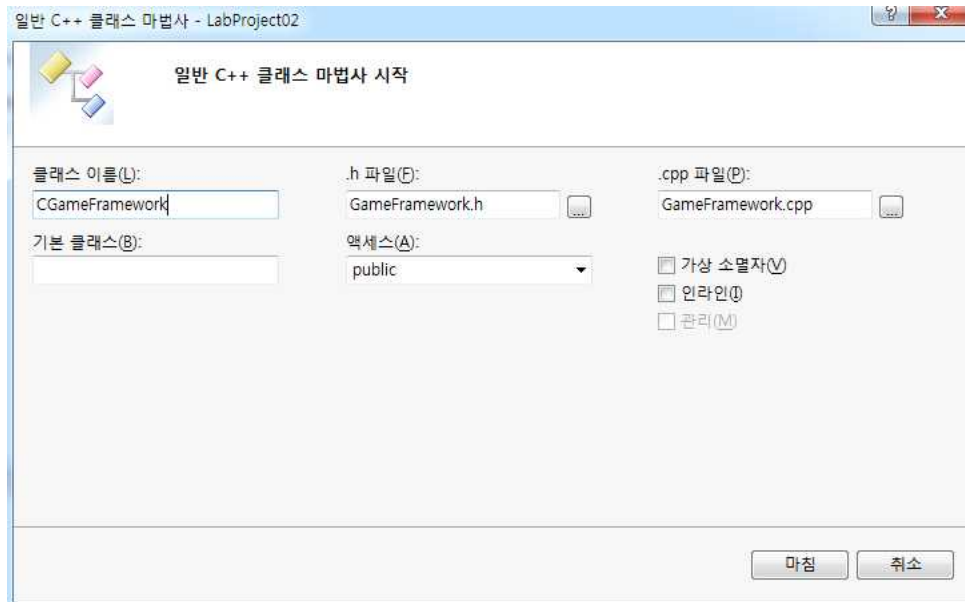 일반 C++ 클래스 마법사 - LabProject02
일반 C++ 클래스 마법사 시작
클래스 이름(L): .h 파일(F): .cpp 파일(P):
CGameFramework GameFramework.h ... GameFramework.cpp ...
기본 클래스(B): 액세스(A):
public
가상 소멸자(V)
인라인(I)
관리(M)
마침 취소